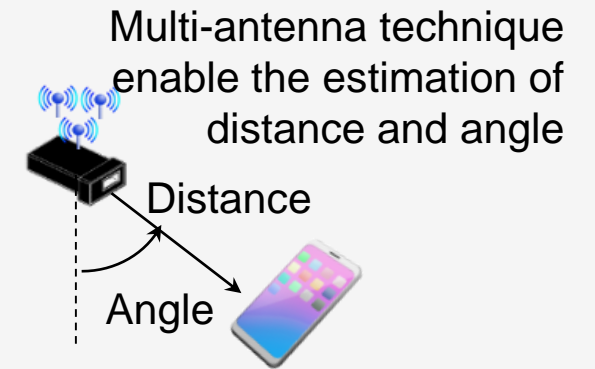 Multi-antenna technique
enable the estimation of
distance and angle
Distance
Angle